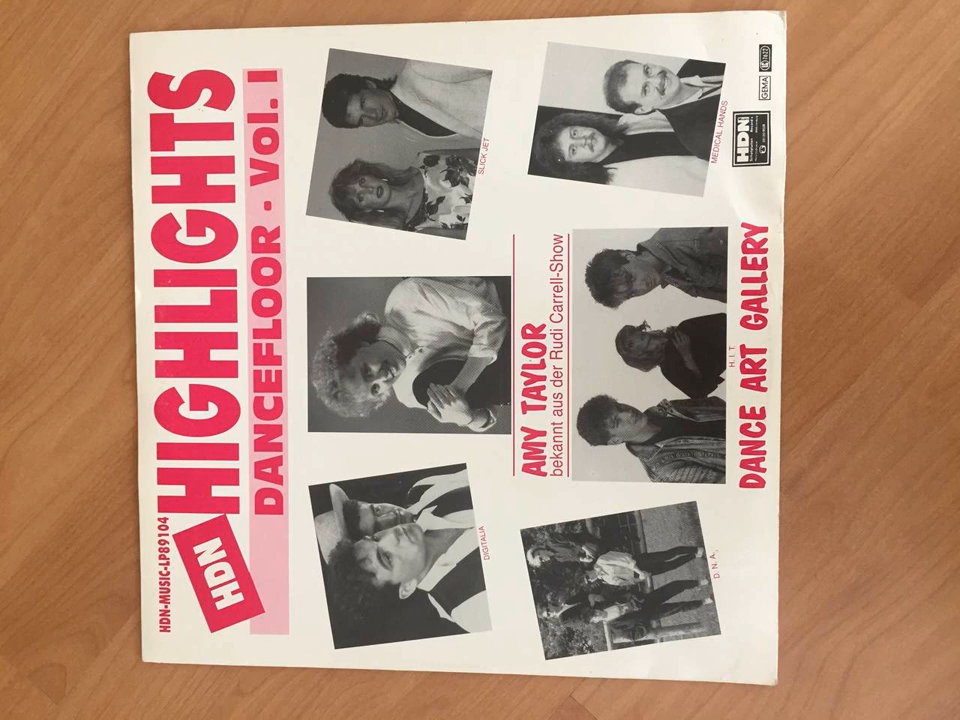 HDN-MUSIC-LP89104
HDN HIGHLIGHTS
DANCEFLOOR · Vol. I
DIGITALIA
SLICK JET
AMY TAYLOR
bekannt aus der Rudi Carrell-Show
D. N. A.
H. I. T.
MEDICAL HANDS
DANCE ART GALLERY
HDN
GEMA